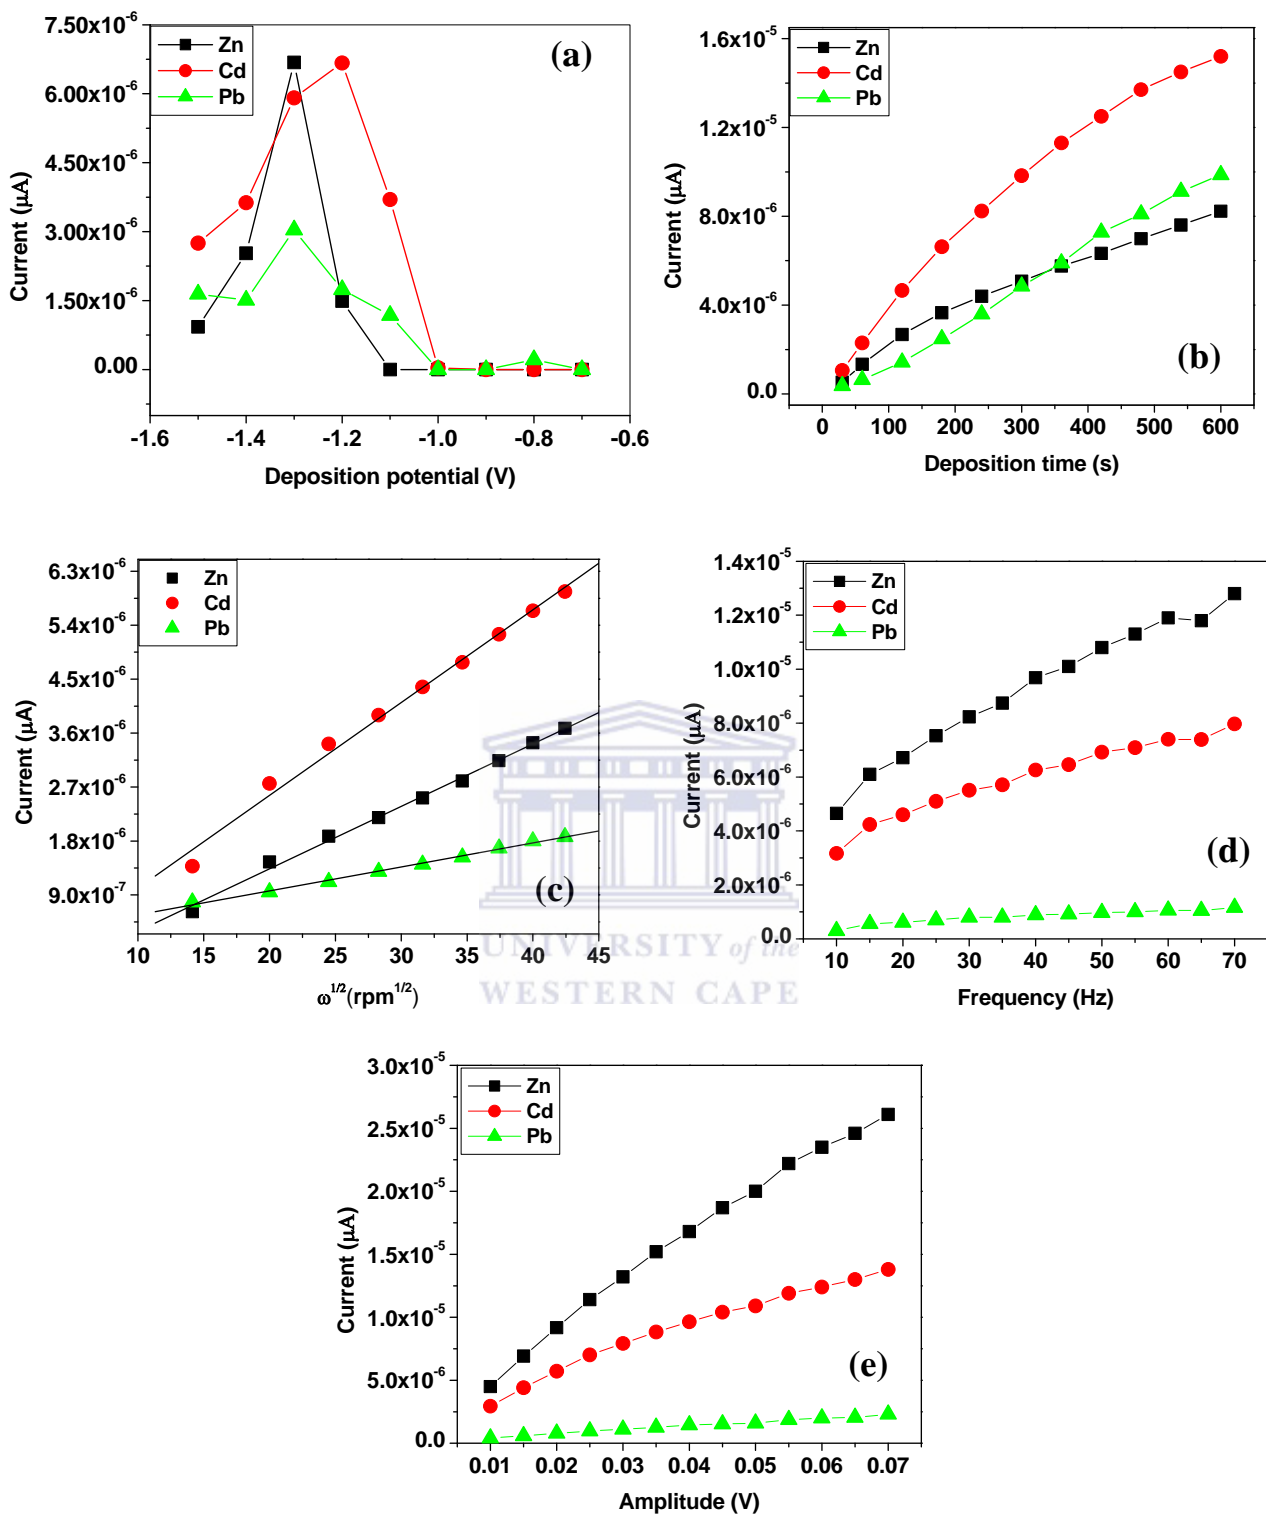 7.50x10⁻⁶
6.00x10⁻⁶
4.50x10⁻⁶
3.00x10⁻⁶
1.50x10⁻⁶
0.00
Current (μA)
Zn
Cd
Pb
(a)
-1.6 -1.4 -1.2 -1.0 -0.8 -0.6
Deposition potential (V)
1.6x10⁻⁵
1.2x10⁻⁵
8.0x10⁻⁶
4.0x10⁻⁶
0.0
Current (μA)
Zn
Cd
Pb
(b)
0 100 200 300 400 500 600
Deposition time (s)
6.3x10⁻⁶
5.4x10⁻⁶
4.5x10⁻⁶
3.6x10⁻⁶
2.7x10⁻⁶
1.8x10⁻⁶
9.0x10⁻⁷
Current (μA)
Zn
Cd
Pb
(c)
10 15 20 25 30 35 40 45
ω¹/²(rpm¹/²)
1.4x10⁻⁵
1.2x10⁻⁵
1.0x10⁻⁵
8.0x10⁻⁶
6.0x10⁻⁶
4.0x10⁻⁶
2.0x10⁻⁶
0.0
Current (μA)
Zn
Cd
Pb
(d)
10 20 30 40 50 60 70
Frequency (Hz)
UNIVERSITY of the
WESTERN CAPE
3.0x10⁻⁵
2.5x10⁻⁵
2.0x10⁻⁵
1.5x10⁻⁵
1.0x10⁻⁵
5.0x10⁻⁶
0.0
Current (μA)
Zn
Cd
Pb
(e)
0.01 0.02 0.03 0.04 0.05 0.06 0.07
Amplitude (V)